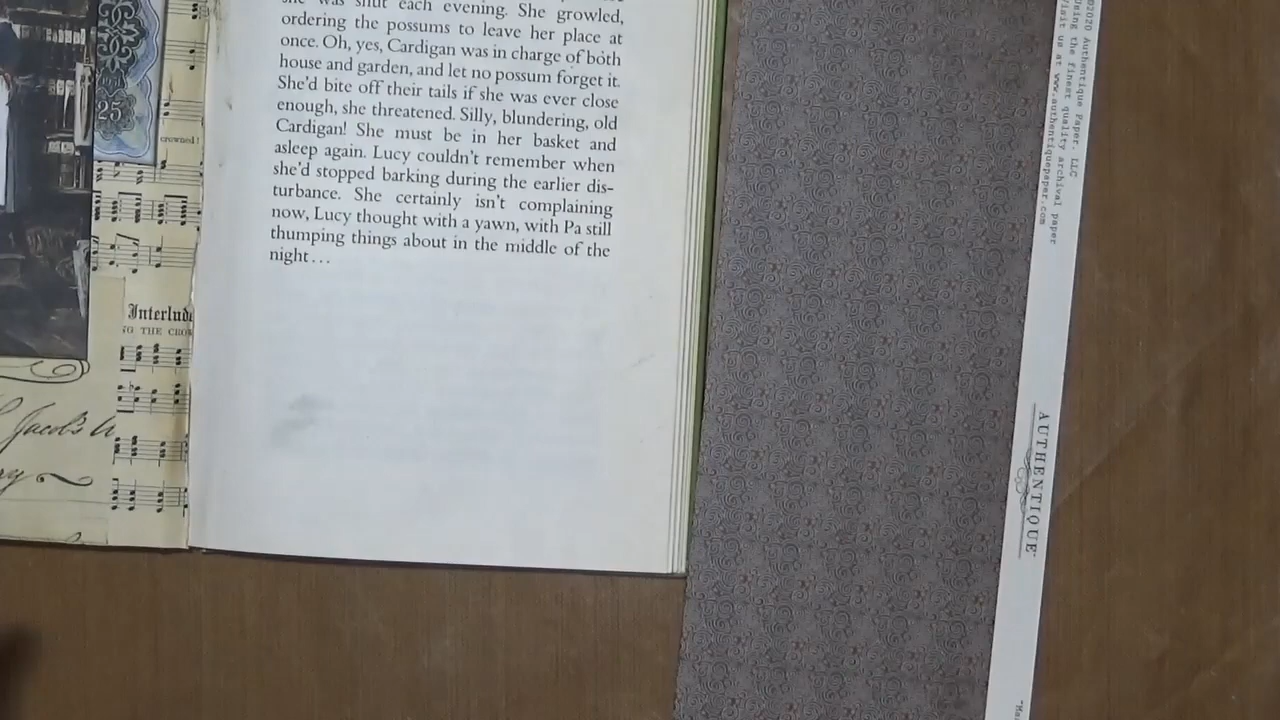 she was shut each evening. She growled,
ordering the possums to leave her place at
once. Oh, yes, Cardigan was in charge of both
house and garden, and let no possum forget it.
She'd bite off their tails if she was ever close
enough, she threatened. Silly, blundering, old
Cardigan! She must be in her basket and
asleep again. Lucy couldn't remember when
she'd stopped barking during the earlier dis-
turbance. She certainly isn't complaining
now, Lucy thought with a yawn, with Pa still
thumping things about in the middle of the
night...
25
crowned!
Interlude
NG THE CROW
Jacob's
©2020 Authentique Paper, LLC
Using the finest quality archival paper
Visit us at www.authentiquepaper.com
AUTHENTIQUE